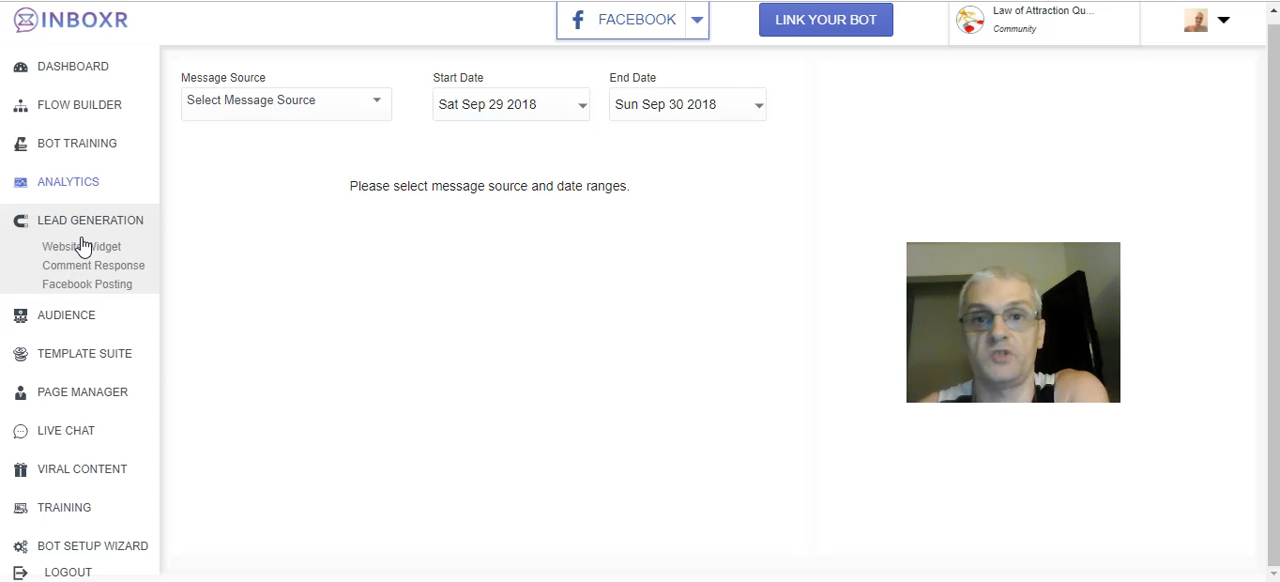 INBOXR
FACEBOOK
LINK YOUR BOT
Law of Attraction Qu...
Community
DASHBOARD
FLOW BUILDER
BOT TRAINING
ANALYTICS
LEAD GENERATION
Website Widget
Comment Response
Facebook Posting
AUDIENCE
TEMPLATE SUITE
PAGE MANAGER
LIVE CHAT
VIRAL CONTENT
TRAINING
BOT SETUP WIZARD
LOGOUT
Message Source
Select Message Source
Start Date
Sat Sep 29 2018
End Date
Sun Sep 30 2018
Please select message source and date ranges.